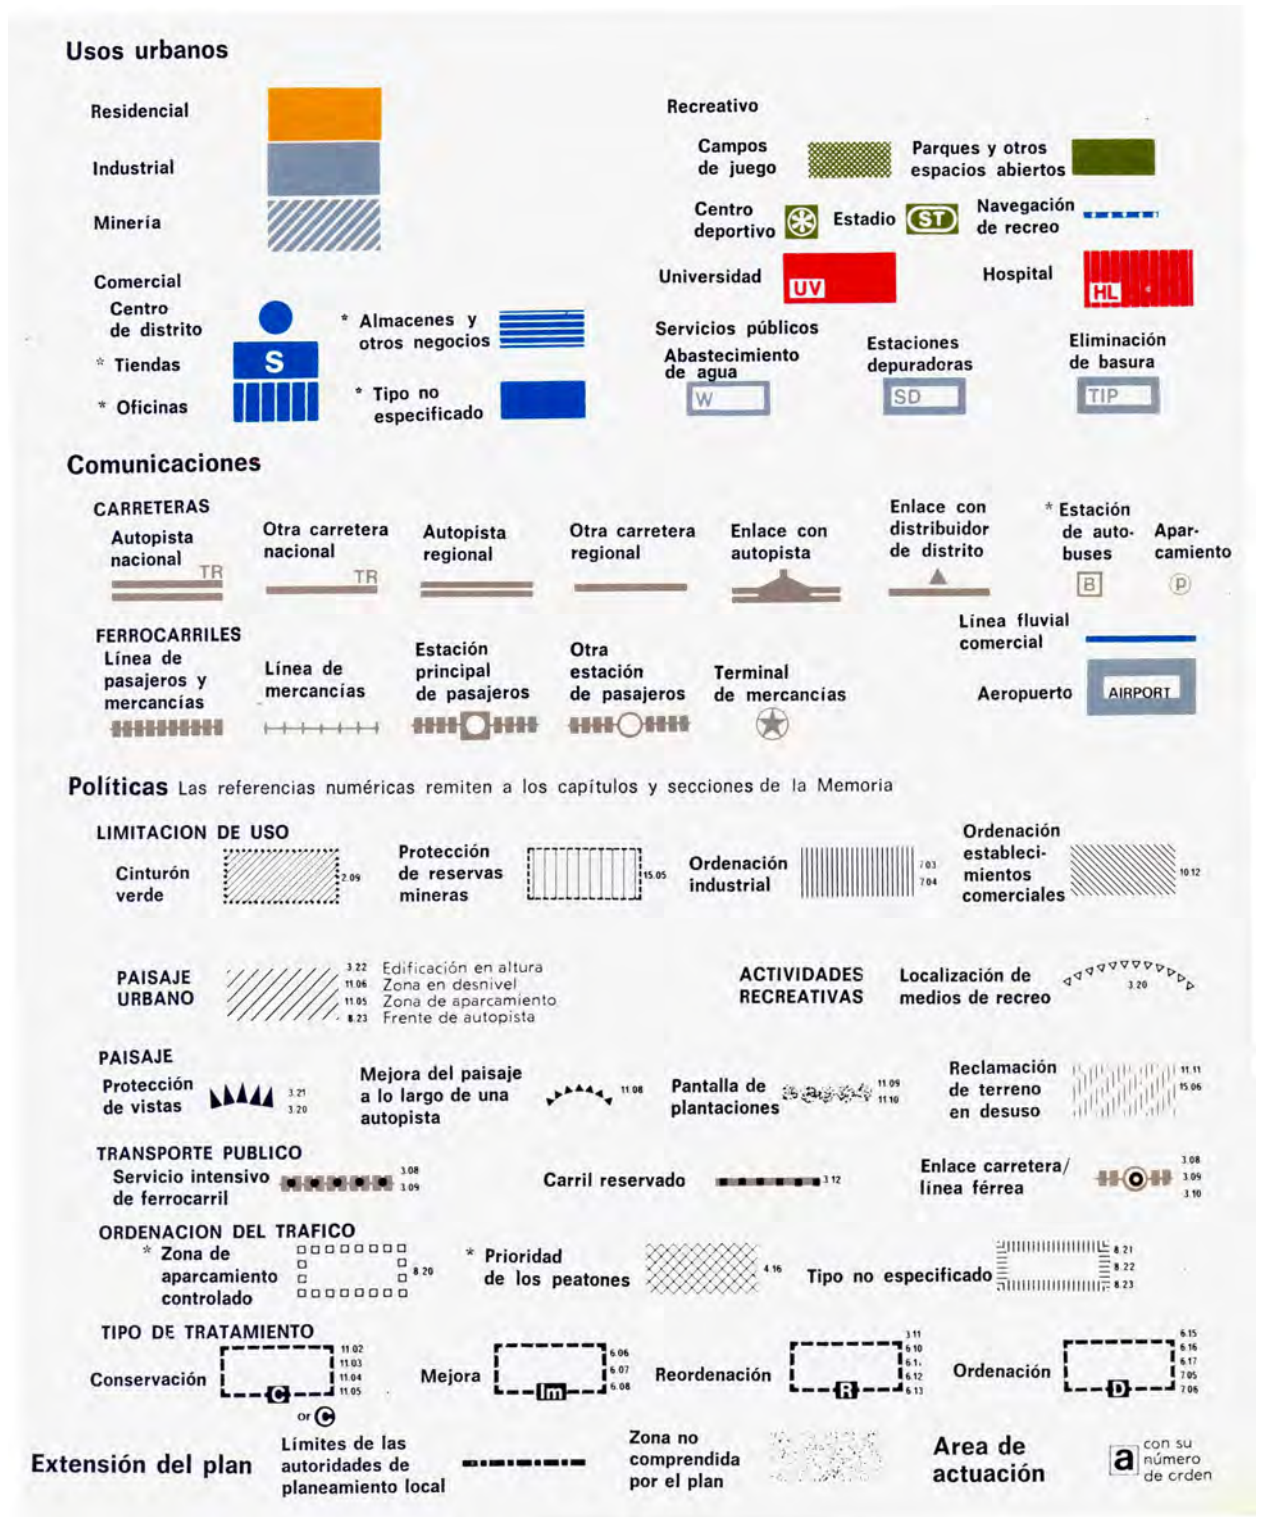 Usos urbanos
Residencial
Industrial
Minería
Comercial
Centro
de distrito
* Tiendas
S
* Oficinas
* Almacenes y
otros negocios
* Tipo no
especificado
Recreativo
Campos
de juego
Parques y otros
espacios abiertos
Centro
deportivo
Estadio
ST
Navegación
de recreo
Universidad
UV
Hospital
HL
Servicios públicos
Abastecimiento
de agua
W
Estaciones
depuradoras
SD
Eliminación
de basura
TIP
Comunicaciones
CARRETERAS
Autopista
nacional
TR
Otra carretera
nacional
TR
Autopista
regional
Otra carretera
regional
Enlace con
autopista
Enlace con
distribuidor
de distrito
* Estación
de auto-
buses
B
Apar-
camiento
P
FERROCARRILES
Línea de
pasajeros y
mercancías
Línea de
mercancías
Estación
principal
de pasajeros
Otra
estación
de pasajeros
Terminal
de mercancías
Línea fluvial
comercial
Aeropuerto
AIRPORT
Políticas Las referencias numéricas remiten a los capítulos y secciones de la Memoria
LIMITACION DE USO
Cinturón
verde
2.09
Protección
de reservas
mineras
15.05
Ordenación
industrial
7.03
7.04
Ordenación
estableci-
mientos
comerciales
10.12
PAISAJE
URBANO
3.22 Edificación en altura
11.06 Zona en desnivel
11.05 Zona de aparcamiento
8.23 Frente de autopista
ACTIVIDADES
RECREATIVAS
Localización de
medios de recreo
3.20
PAISAJE
Protección
de vistas
3.21
3.20
Mejora del paisaje
a lo largo de una
autopista
11.08
Pantalla de
plantaciones
11.09
11.10
Reclamación
de terreno
en desuso
11.11
15.06
TRANSPORTE PUBLICO
Servicio intensivo
de ferrocarril
3.08
3.09
Carril reservado
3.12
Enlace carretera/
línea férrea
3.08
3.09
3.10
ORDENACION DEL TRAFICO
* Zona de
aparcamiento
controlado
8.20
* Prioridad
de los peatones
4.16
Tipo no especificado
8.21
8.22
8.23
TIPO DE TRATAMIENTO
Conservación
C
11.02
11.03
11.04
11.05
or C
Mejora
Im
6.06
6.07
6.08
Reordenación
R
3.11
6.10
6.12
6.13
Ordenación
D
6.15
6.16
6.17
7.05
7.06
Extensión del plan
Límites de las
autoridades de
planeamiento local
Zona no
comprendida
por el plan
Area de
actuación
a
con su
número
de orden